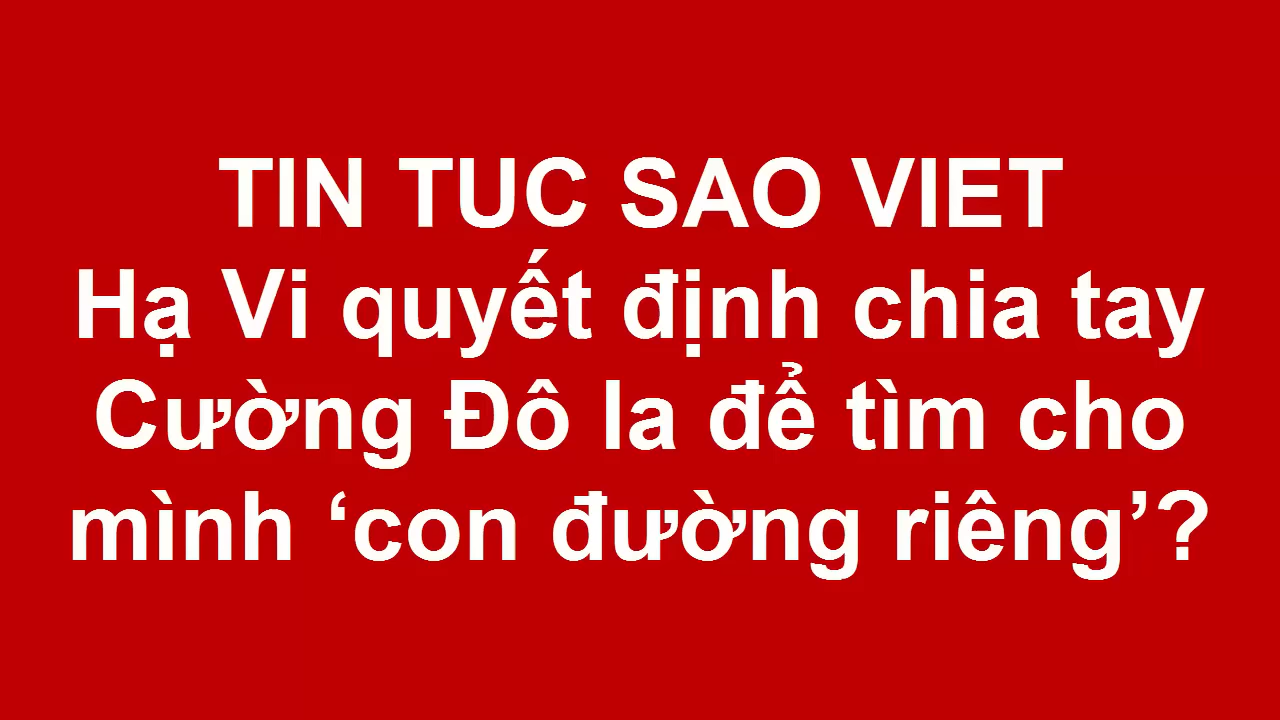 TIN TUC SAO VIET
Hạ Vi quyết định chia tay
Cường Đô la để tìm cho
mình ‘con đường riêng’?